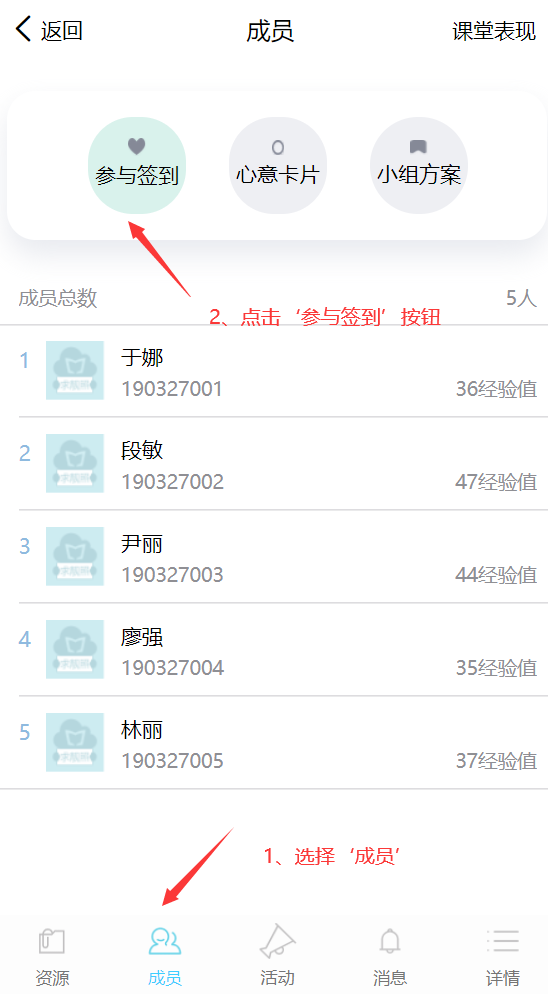 返回
成员
课堂表现
参与签到
心意卡片
小组方案
成员总数
5人
2、点击‘参与签到’按钮
1
于娜
190327001
36经验值
2
段敏
190327002
47经验值
3
尹丽
190327003
44经验值
4
廖强
190327004
35经验值
5
林丽
190327005
37经验值
1、选择‘成员’
资源
成员
活动
消息
详情